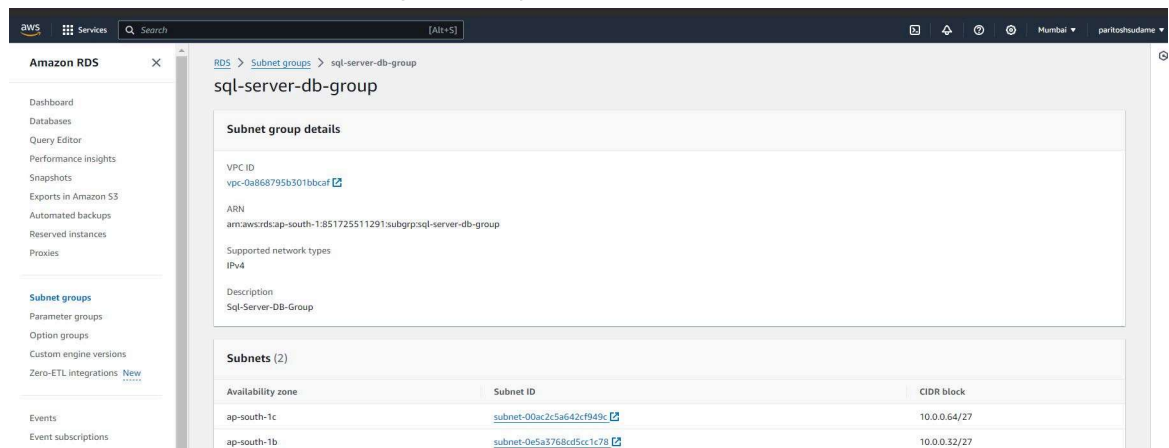 aws
Services
Search
[Alt+S]
Mumbai
paritoshsudame
Amazon RDS
Dashboard
Databases
Query Editor
Performance insights
Snapshots
Exports in Amazon S3
Automated backups
Reserved instances
Proxies
Subnet groups
Parameter groups
Option groups
Custom engine versions
Zero-ETL integrations New
Events
Event subscriptions
RDS > Subnet groups > sql-server-db-group
sql-server-db-group
Subnet group details
VPC ID
vpc-0a868795b301bbcaf
ARN
arn:aws:rds:ap-south-1:851725511291:subgrp:sql-server-db-group
Supported network types
IPv4
Description
Sql-Server-DB-Group
Subnets (2)
Availability zone Subnet ID CIDR block
ap-south-1c subnet-00ac2c5a642cf949c 10.0.0.64/27
ap-south-1b subnet-0e5a3768cd5cc1c78 10.0.0.32/27